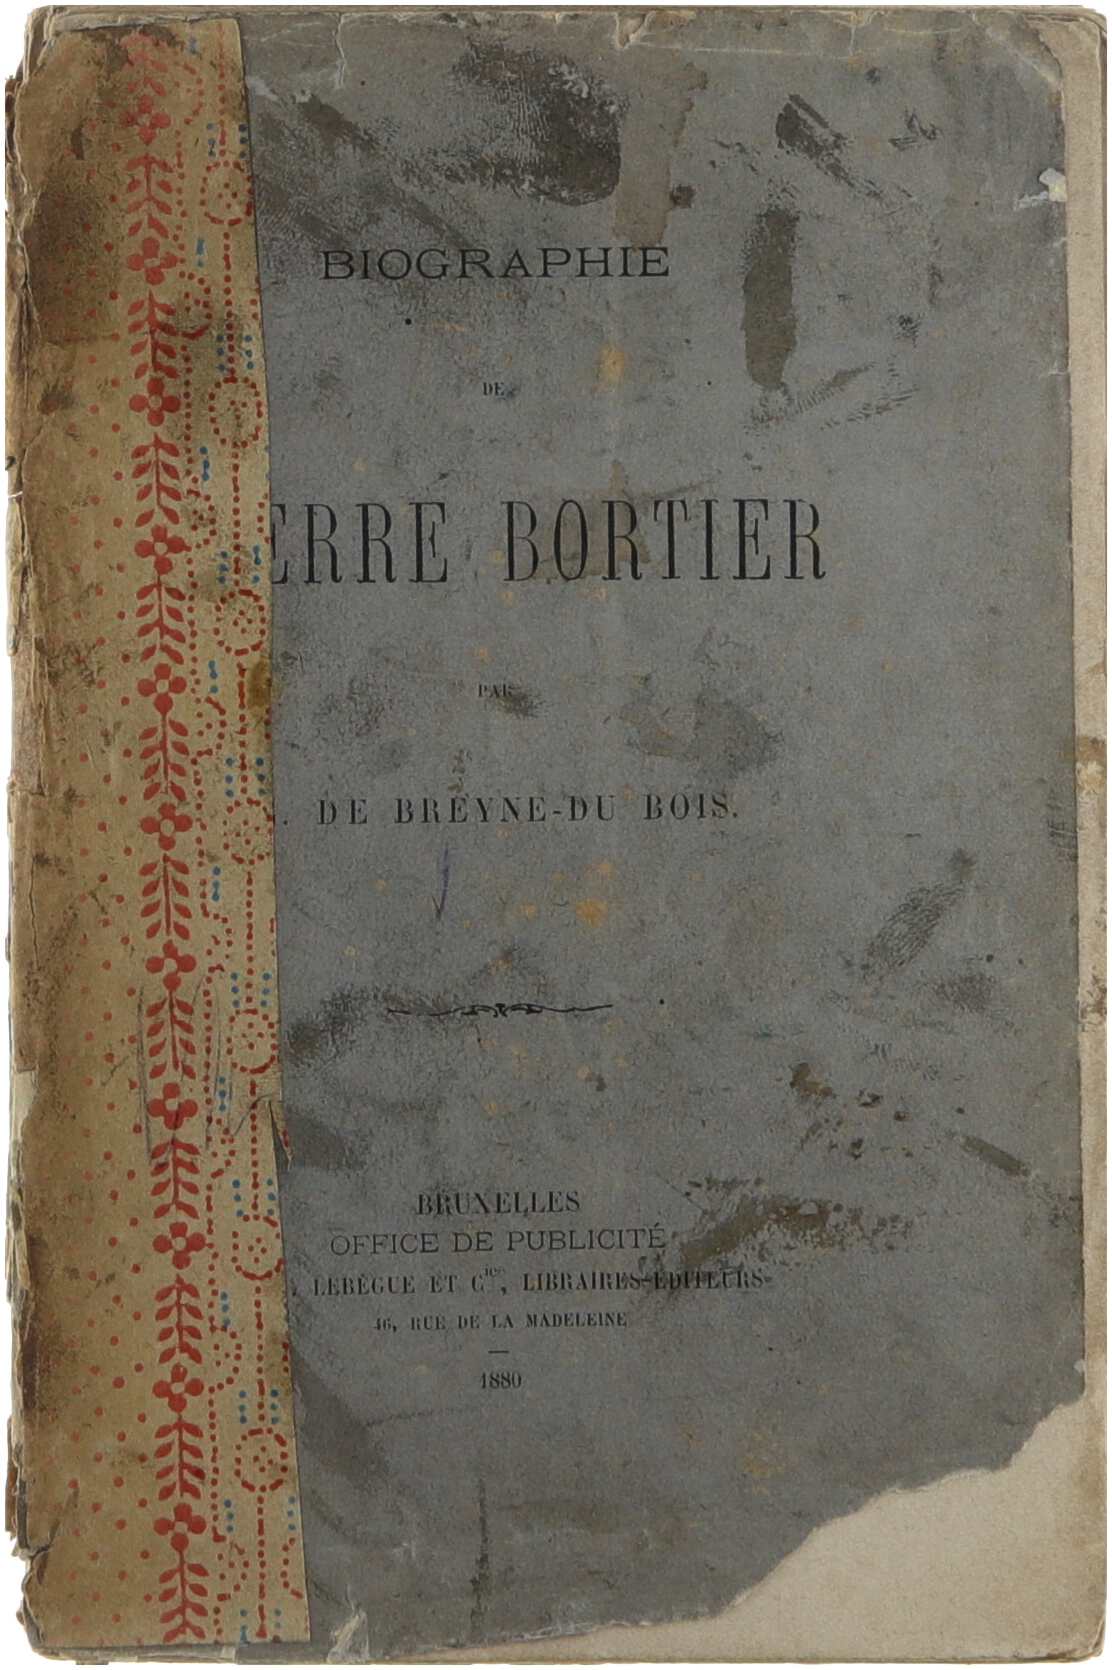 BIOGRAPHIE
DE
ERRE BORTIER
PAR
. DE BREYNE-DU BOIS.
BRUXELLES
OFFICE DE PUBLICITÉ
. LEBÈGUE ET Cies, LIBRAIRES-ÉDITEURS
46, RUE DE LA MADELEINE
1880